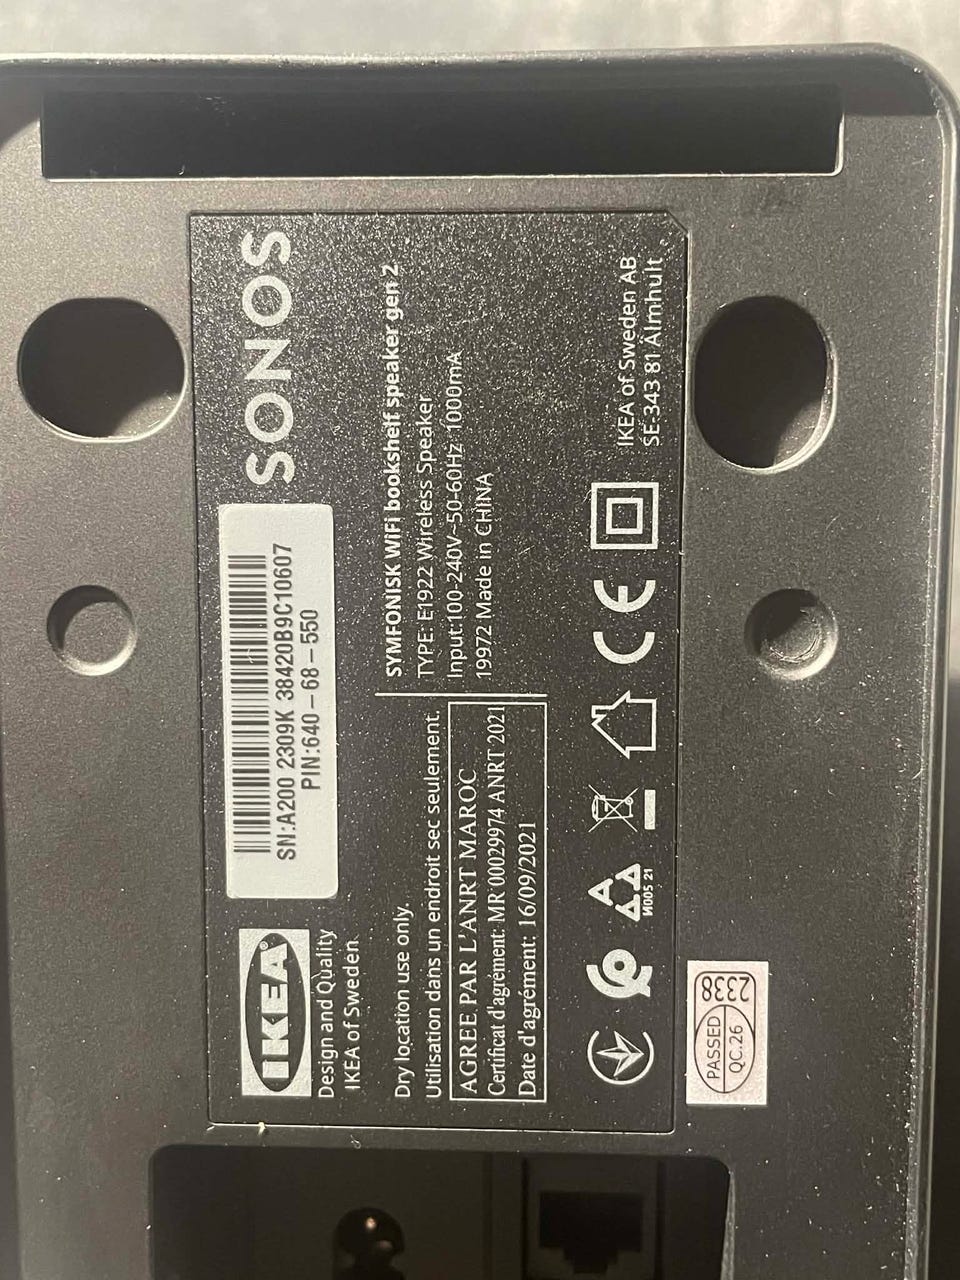 IKEA®
Design and Quality
IKEA of Sweden
SN:A200 2309K 38420B9C10607
PIN:640-68-550
SONOS
Dry location use only.
Utilisation dans un endroit sec seulement.
AGREE PAR L'ANRT MAROC
Certificat d'agrément: MR 00029974 ANRT 2021
Date d'agrément: 16/09/2021
SYMFONISK WiFi bookshelf speaker gen 2
TYPE: E1922 Wireless Speaker
Input:100-240V~50-60Hz 1000mA
19972 Made in CHINA
И005 21
CE
IKEA of Sweden AB
SE-343 81 Älmhult
PASSED
QC.26
2338